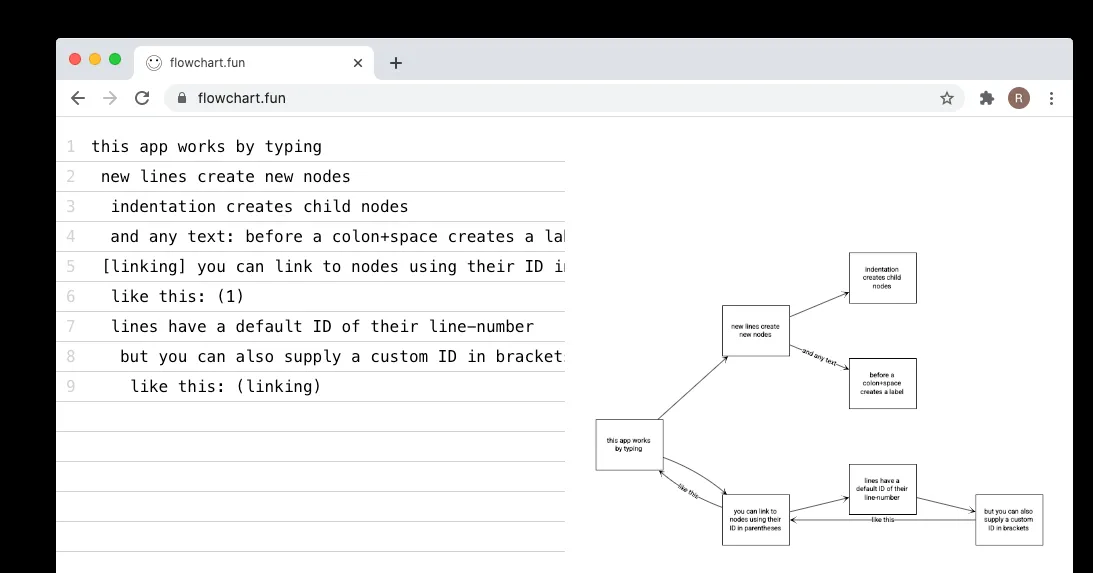 flowchart.fun
flowchart.fun
R
1 this app works by typing
2 new lines create new nodes
3 indentation creates child nodes
4 and any text: before a colon+space creates a la
5 [linking] you can link to nodes using their ID i
6 like this: (1)
7 lines have a default ID of their line-number
8 but you can also supply a custom ID in bracket
9 like this: (linking)
indentation
creates child
nodes
new lines create
new nodes
and any text
before a
colon+space
creates a label
this app works
by typing
like this
lines have a
default ID of their
line-number
you can link to
nodes using their
ID in parentheses
like this
but you can also
supply a custom
ID in brackets